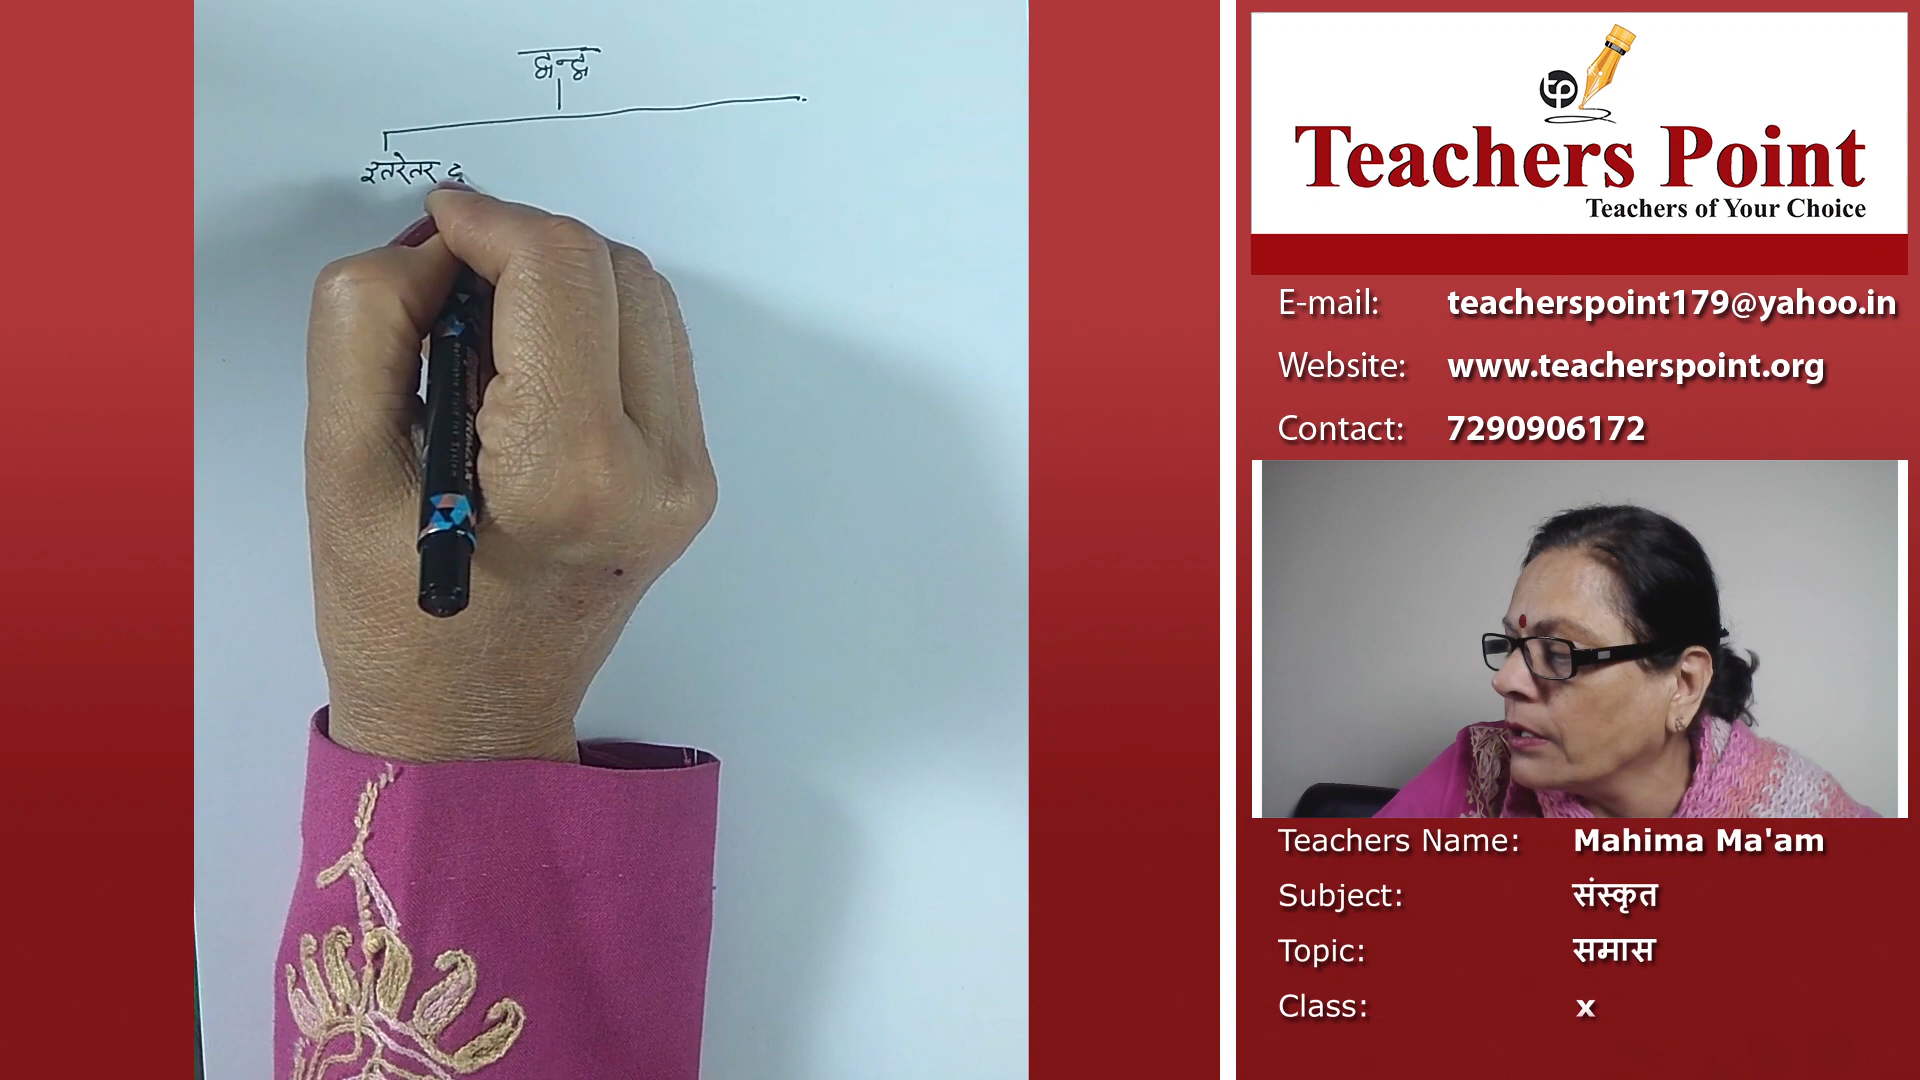 द्वन्द्व
इतरेतर द्व
tp
Teachers Point
Teachers of Your Choice
E-mail: teacherspoint179@yahoo.in
Website: www.teacherspoint.org
Contact: 7290906172
Teachers Name: Mahima Ma'am
Subject: संस्कृत
Topic: समास
Class: x